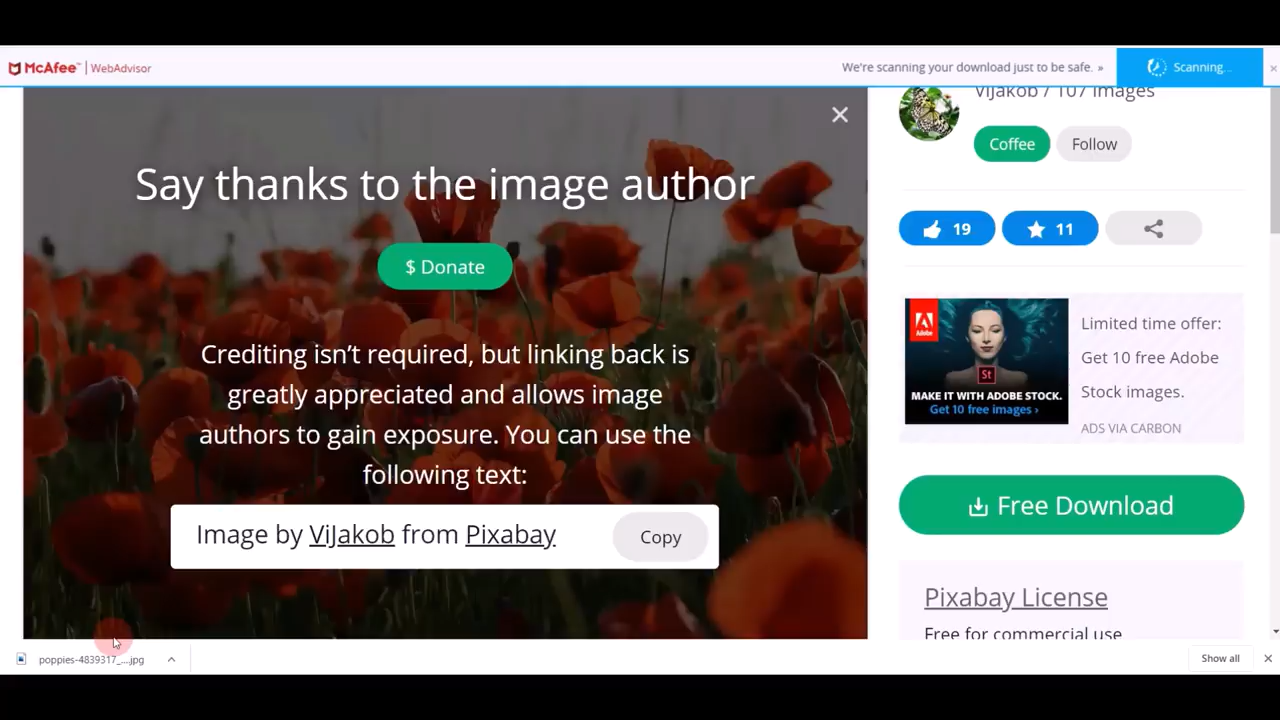 McAfee™ | WebAdvisor
We're scanning your download just to be safe. »
Scanning...
ViJakob / 107 images
Coffee
Follow
Say thanks to the image author
$ Donate
19
11
Crediting isn't required, but linking back is
greatly appreciated and allows image
authors to gain exposure. You can use the
following text:
Image by ViJakob from Pixabay
Copy
Adobe
St
MAKE IT WITH ADOBE STOCK.
Get 10 free images ›
Limited time offer:
Get 10 free Adobe
Stock images.
ADS VIA CARBON
Free Download
Pixabay License
Free for commercial use
poppies-4839317_...jpg
Show all